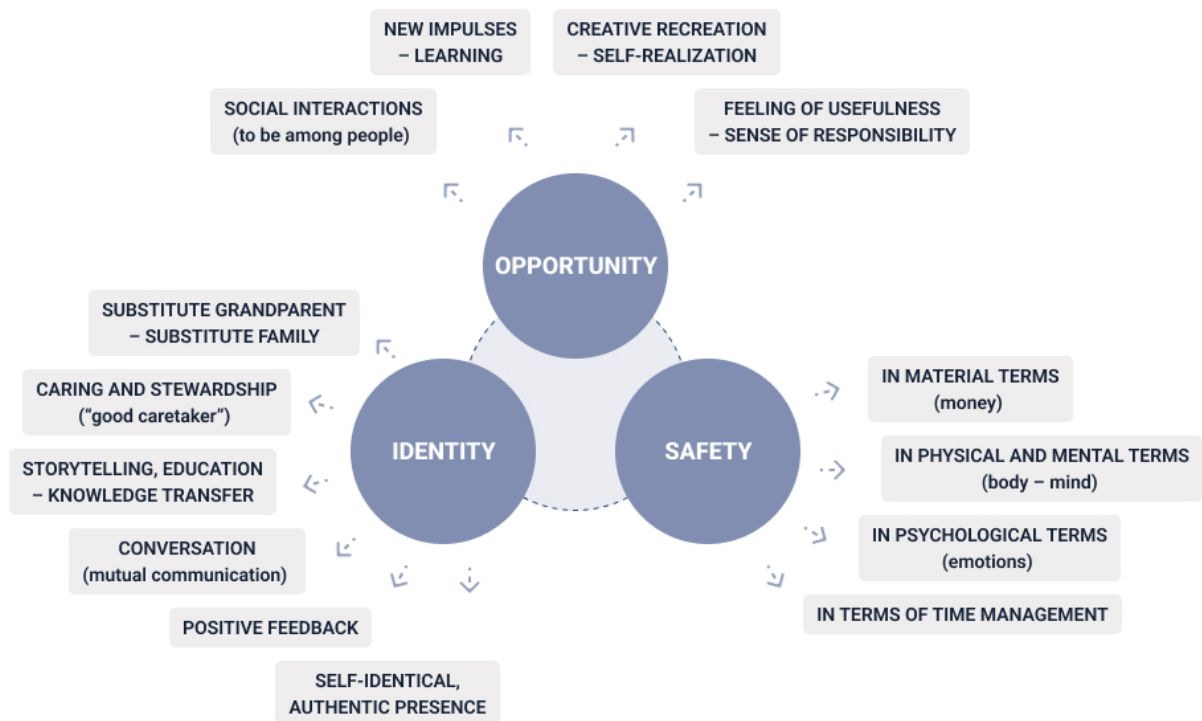 NEW IMPULSES
– LEARNING
CREATIVE RECREATION
– SELF-REALIZATION
SOCIAL INTERACTIONS
(to be among people)
FEELING OF USEFULNESS
– SENSE OF RESPONSIBILITY
OPPORTUNITY
SUBSTITUTE GRANDPARENT
– SUBSTITUTE FAMILY
CARING AND STEWARDSHIP
(“good caretaker”)
STORYTELLING, EDUCATION
– KNOWLEDGE TRANSFER
CONVERSATION
(mutual communication)
POSITIVE FEEDBACK
SELF-IDENTICAL,
AUTHENTIC PRESENCE
IDENTITY
SAFETY
IN MATERIAL TERMS
(money)
IN PHYSICAL AND MENTAL TERMS
(body – mind)
IN PSYCHOLOGICAL TERMS
(emotions)
IN TERMS OF TIME MANAGEMENT